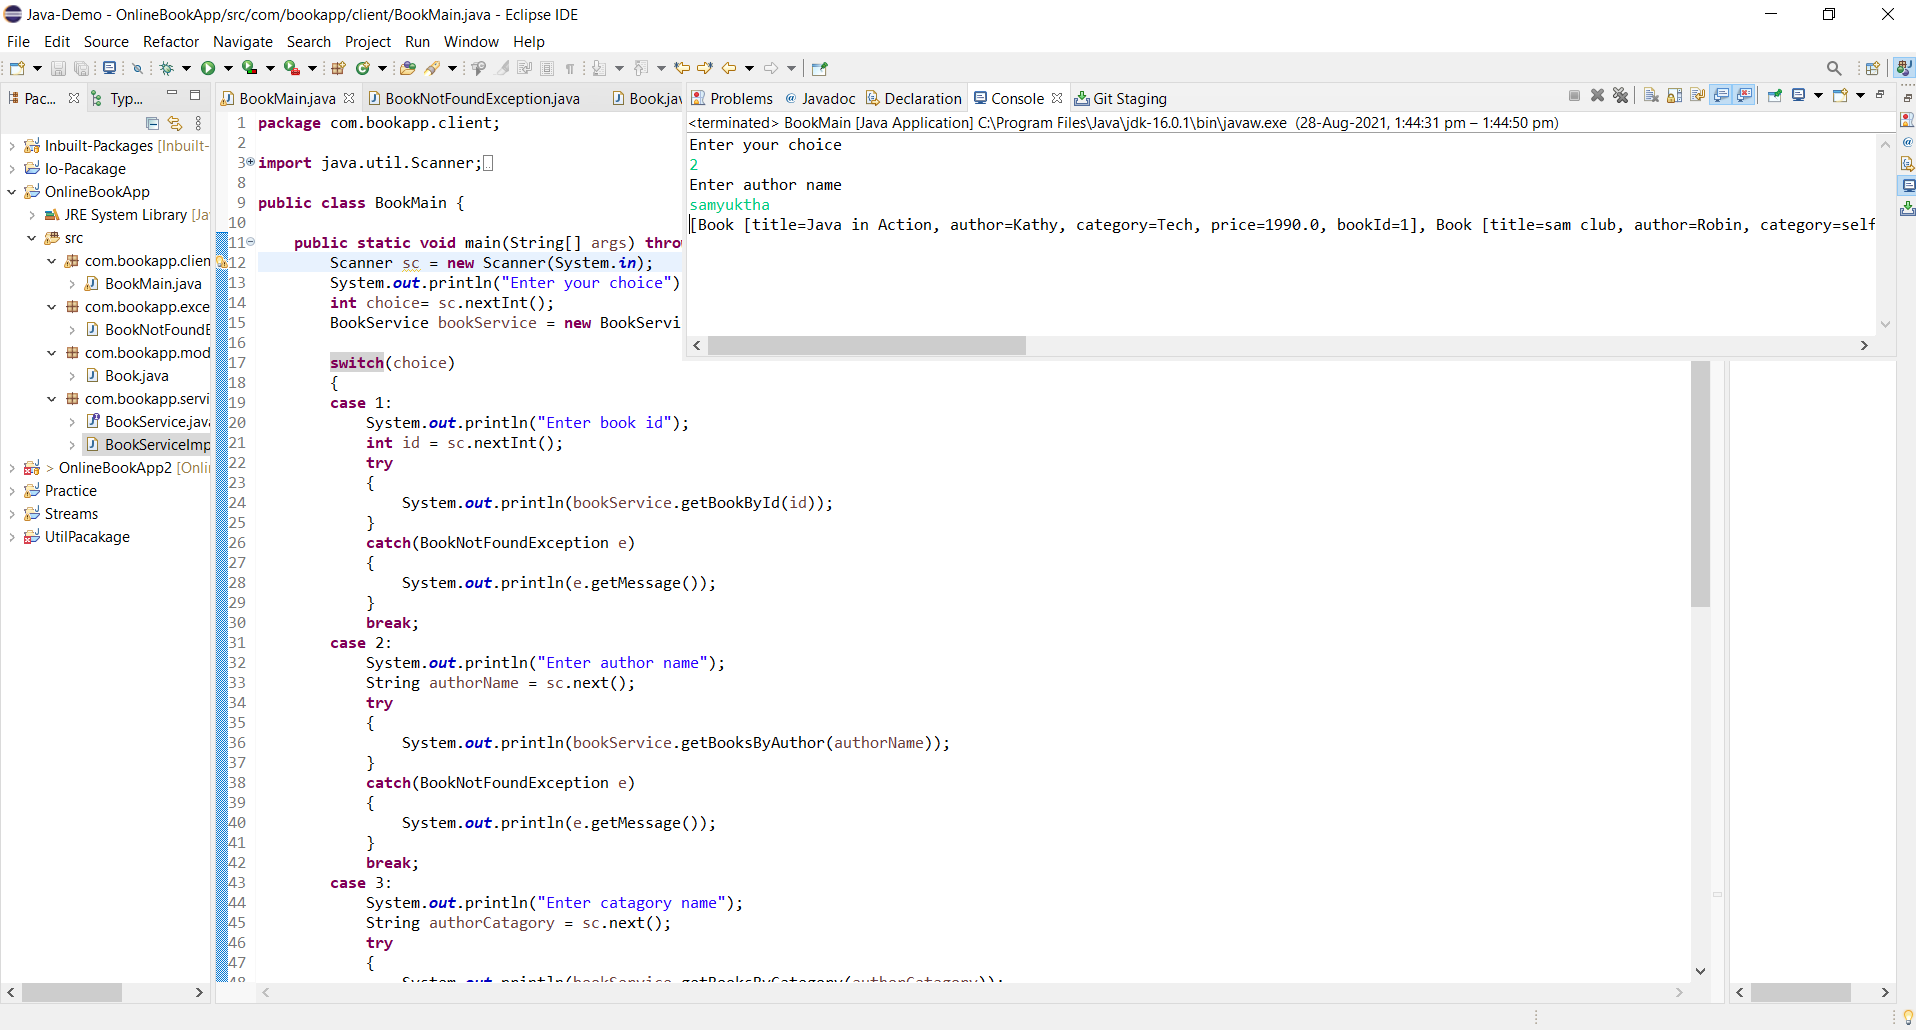 Java-Demo - OnlineBookApp/src/com/bookapp/client/BookMain.java - Eclipse IDE
File Edit Source Refactor Navigate Search Project Run Window Help
Pac... Typ...
Inbuilt-Packages [Inbuilt-
Io-Pacakage
OnlineBookApp
JRE System Library [Ja
src
com.bookapp.clien
BookMain.java
com.bookapp.exce
BookNotFoundE
com.bookapp.mod
Book.java
com.bookapp.servi
BookService.java
BookServiceImp
> OnlineBookApp2 [Onli
Practice
Streams
UtilPacakage
BookMain.java BookNotFoundException.java Book.jav
1 package com.bookapp.client;
2
3 import java.util.Scanner;
8
9 public class BookMain {
10
11 public static void main(String[] args) throw
12 Scanner sc = new Scanner(System.in);
13 System.out.println("Enter your choice")
14 int choice= sc.nextInt();
15 BookService bookService = new BookServi
16
17 switch(choice)
18 {
19 case 1:
20 System.out.println("Enter book id");
21 int id = sc.nextInt();
22 try
23 {
24 System.out.println(bookService.getBookById(id));
25 }
26 catch(BookNotFoundException e)
27 {
28 System.out.println(e.getMessage());
29 }
30 break;
31 case 2:
32 System.out.println("Enter author name");
33 String authorName = sc.next();
34 try
35 {
36 System.out.println(bookService.getBooksByAuthor(authorName));
37 }
38 catch(BookNotFoundException e)
39 {
40 System.out.println(e.getMessage());
41 }
42 break;
43 case 3:
44 System.out.println("Enter catagory name");
45 String authorCatagory = sc.next();
46 try
47 {
48 System.out.println(bookService.getBooksByCategory(authorCatagory));
Problems Javadoc Declaration Console Git Staging
<terminated> BookMain [Java Application] C:\Program Files\Java\jdk-16.0.1\bin\javaw.exe (28-Aug-2021, 1:44:31 pm – 1:44:50 pm)
Enter your choice
2
Enter author name
samyuktha
[Book [title=Java in Action, author=Kathy, category=Tech, price=1990.0, bookId=1], Book [title=sam club, author=Robin, category=self